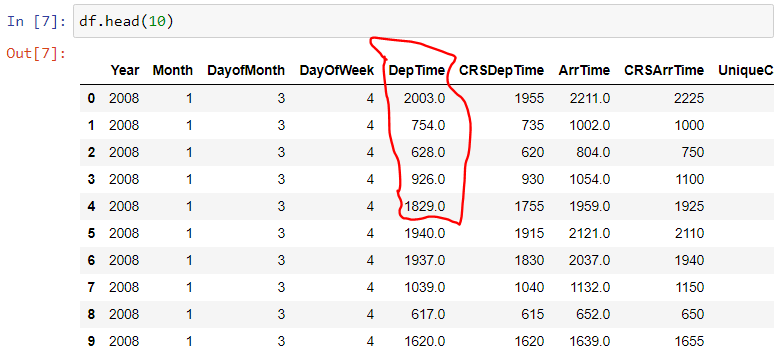 In [7]: df.head(10)
Out[7]:
Year Month DayofMonth DayOfWeek DepTime CRSDepTime ArrTime CRSArrTime UniqueC
0 2008 1 3 4 2003.0 1955 2211.0 2225
1 2008 1 3 4 754.0 735 1002.0 1000
2 2008 1 3 4 628.0 620 804.0 750
3 2008 1 3 4 926.0 930 1054.0 1100
4 2008 1 3 4 1829.0 1755 1959.0 1925
5 2008 1 3 4 1940.0 1915 2121.0 2110
6 2008 1 3 4 1937.0 1830 2037.0 1940
7 2008 1 3 4 1039.0 1040 1132.0 1150
8 2008 1 3 4 617.0 615 652.0 650
9 2008 1 3 4 1620.0 1620 1639.0 1655